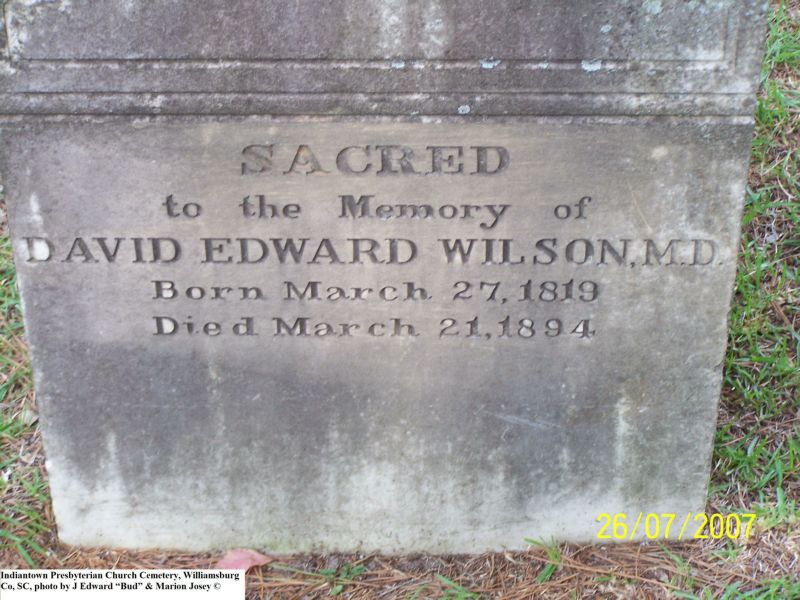 SACRED
to the Memory of
DAVID EDWARD WILSON, M.D.
Born March 27, 1819
Died March 21, 1894
26/07/2007
Indiantown Presbyterian Church Cemetery, Williamsburg
Co, SC, photo by J Edward “Bud” & Marion Josey ©